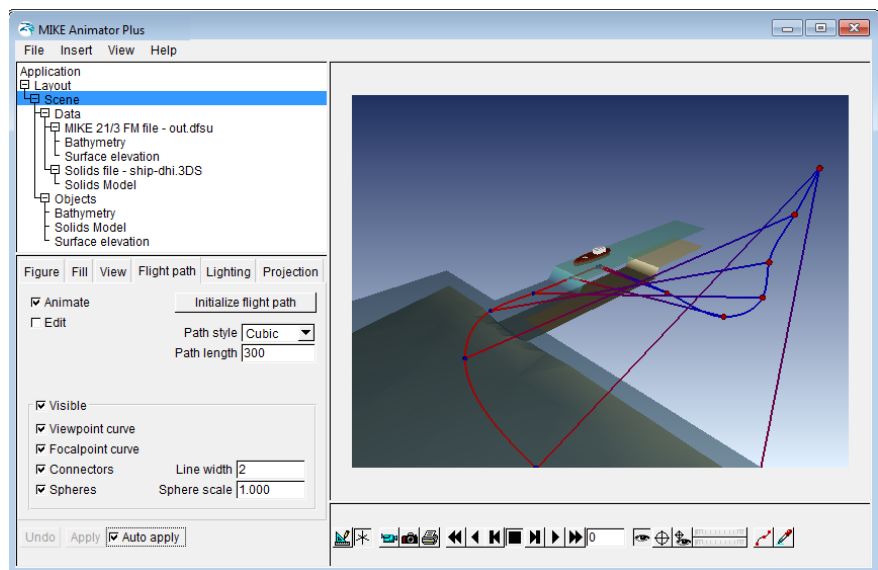 MIKE Animator Plus
File Insert View Help
Application
Layout
Scene
Data
MIKE 21/3 FM file - out.dfsu
Bathymetry
Surface elevation
Solids file - ship-dhi.3DS
Solids Model
Objects
Bathymetry
Solids Model
Surface elevation
Figure Fill View Flight path Lighting Projection
Animate Initialize flight path
Edit
Path style Cubic
Path length 300
Visible
Viewpoint curve
Focalpoint curve
Connectors Line width 2
Spheres Sphere scale 1.000
Undo Apply Auto apply
0